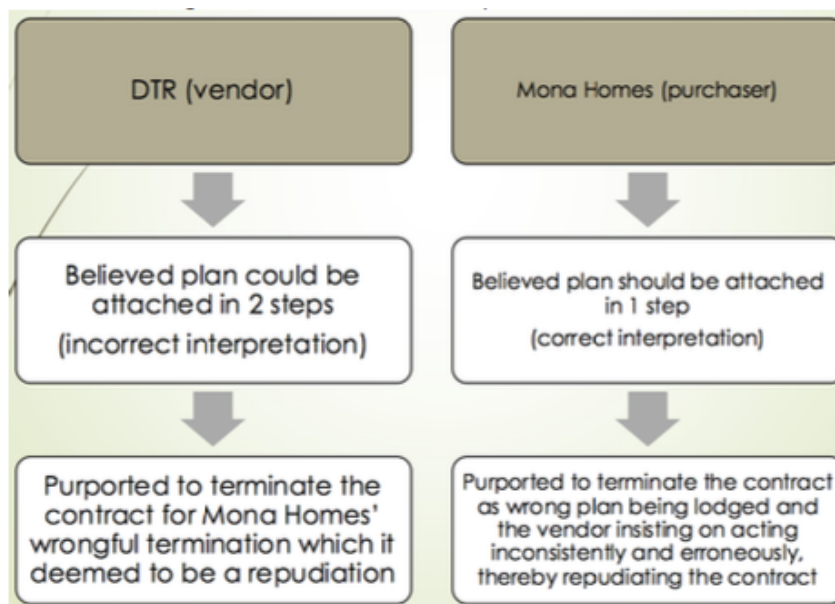 DTR (vendor)
Believed plan could be
attached in 2 steps
(incorrect interpretation)
Purported to terminate the
contract for Mona Homes'
wrongful termination which it
deemed to be a repudiation
Mona Homes (purchaser)
Believed plan should be attached
in 1 step
(correct interpretation)
Purported to terminate the contract
as wrong plan being lodged and
the vendor insisting on acting
inconsistently and erroneously,
thereby repudiating the contract